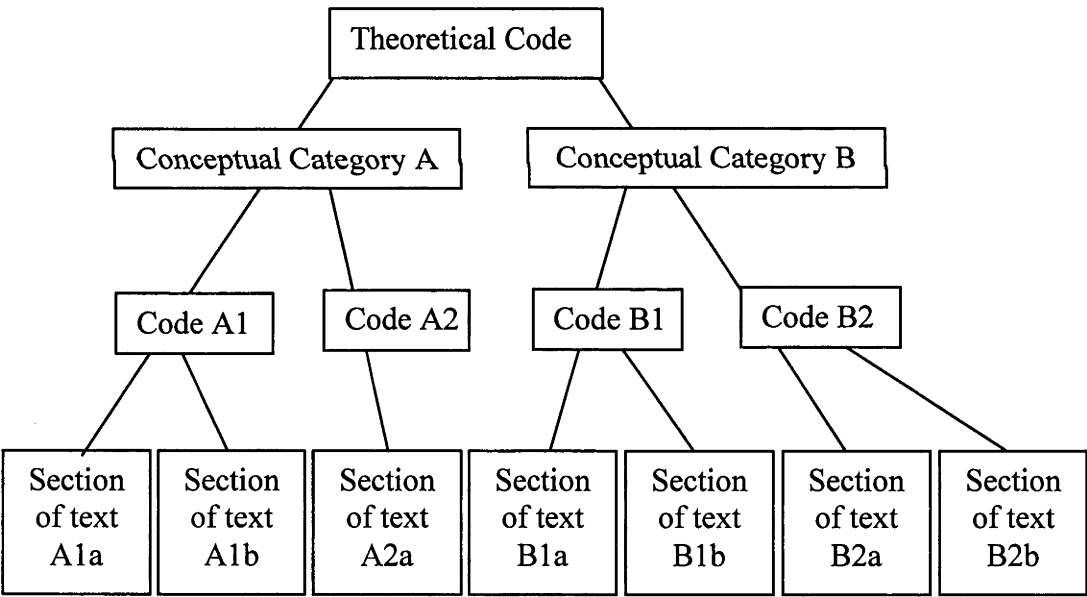 Theoretical Code
Conceptual Category A
Conceptual Category B
Code A1
Code A2
Code B1
Code B2
Section
of text
A1a
Section
of text
A1b
Section
of text
A2a
Section
of text
B1a
Section
of text
B1b
Section
of text
B2a
Section
of text
B2b